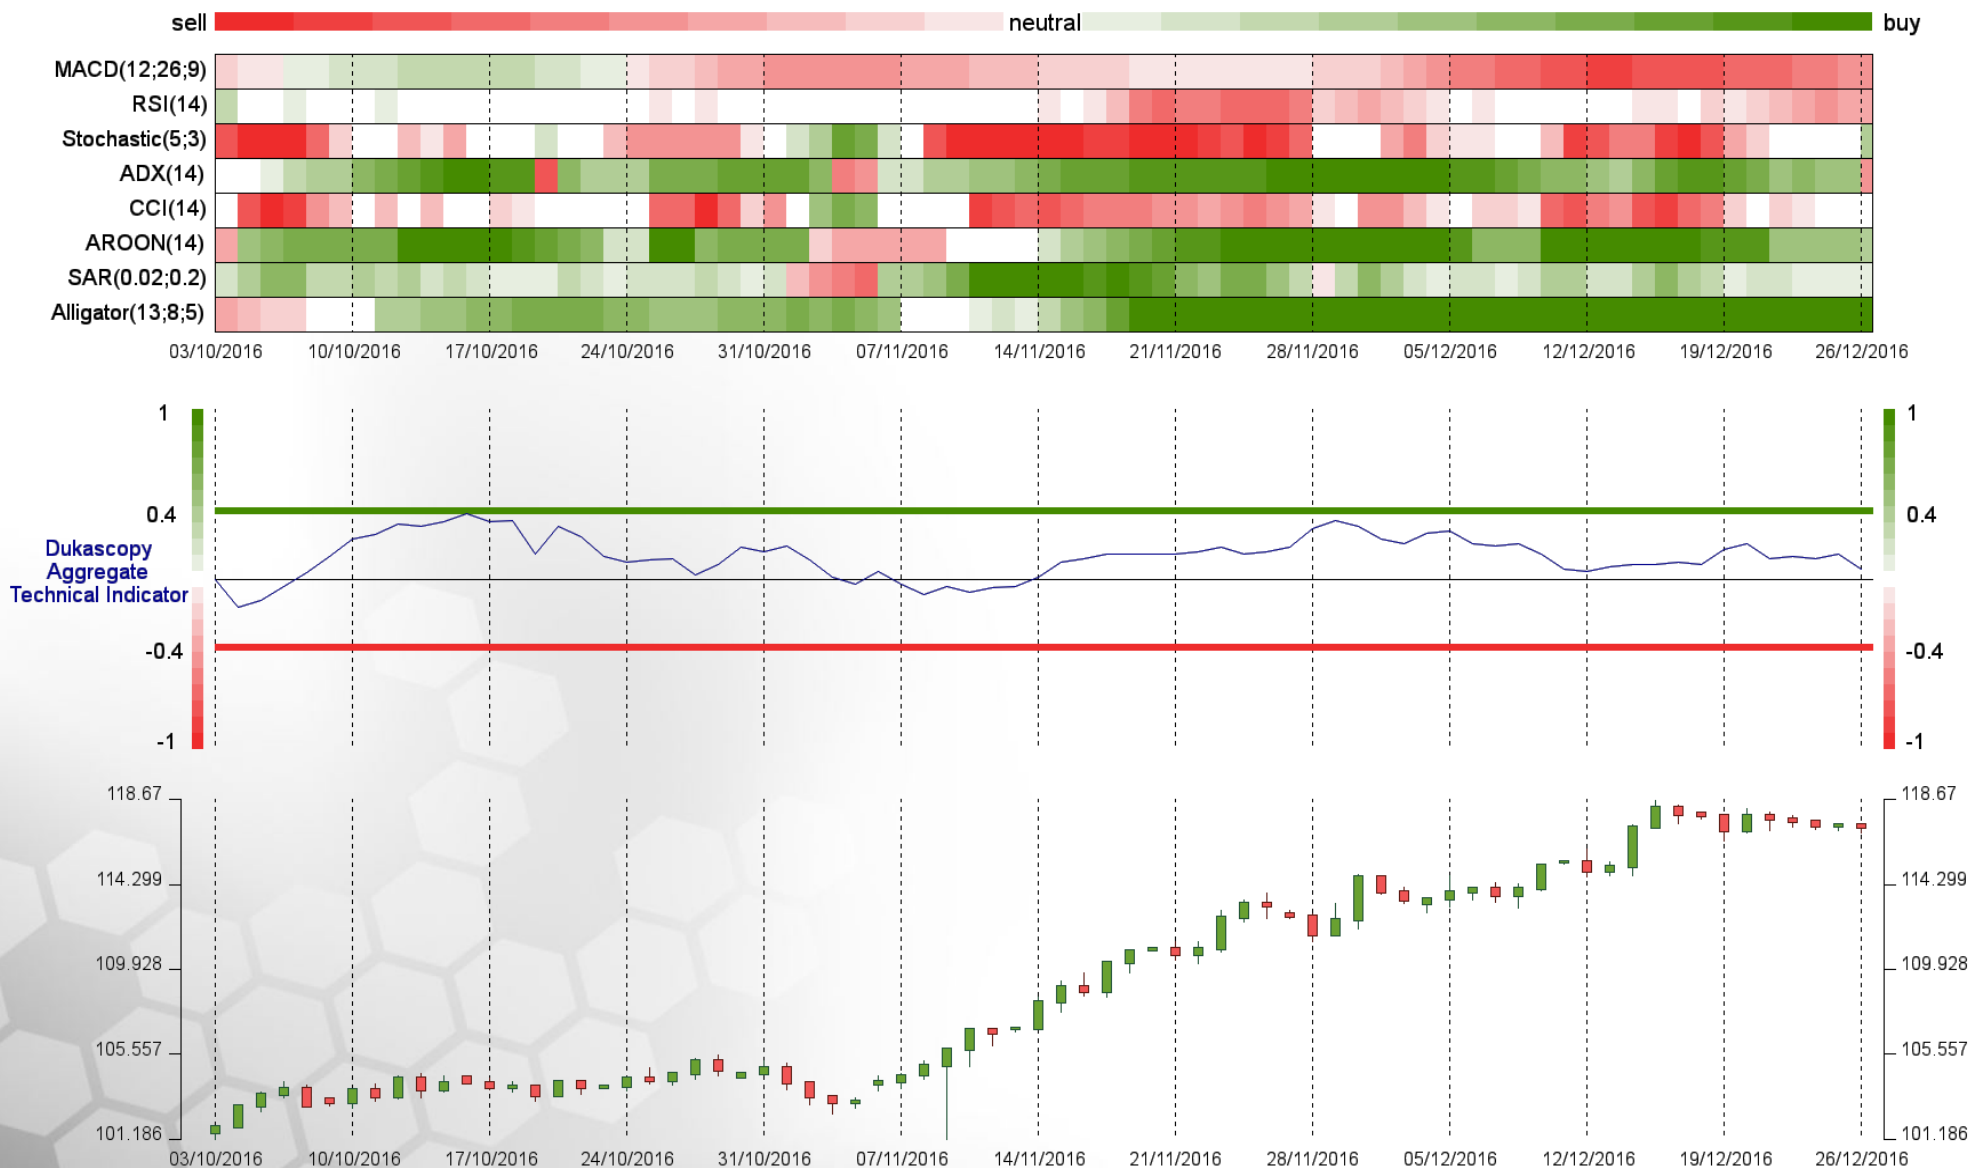 sell neutral buy
MACD(12;26;9)
RSI(14)
Stochastic(5;3)
ADX(14)
CCI(14)
AROON(14)
SAR(0.02;0.2)
Alligator(13;8;5)
03/10/2016 10/10/2016 17/10/2016 24/10/2016 31/10/2016 07/11/2016 14/11/2016 21/11/2016 28/11/2016 05/12/2016 12/12/2016 19/12/2016 26/12/2016
1 1
0.4 0.4
Dukascopy
Aggregate
Technical Indicator
-0.4 -0.4
-1 -1
118.67 118.67
114.299 114.299
109.928 109.928
105.557 105.557
101.186 101.186
03/10/2016 10/10/2016 17/10/2016 24/10/2016 31/10/2016 07/11/2016 14/11/2016 21/11/2016 28/11/2016 05/12/2016 12/12/2016 19/12/2016 26/12/2016